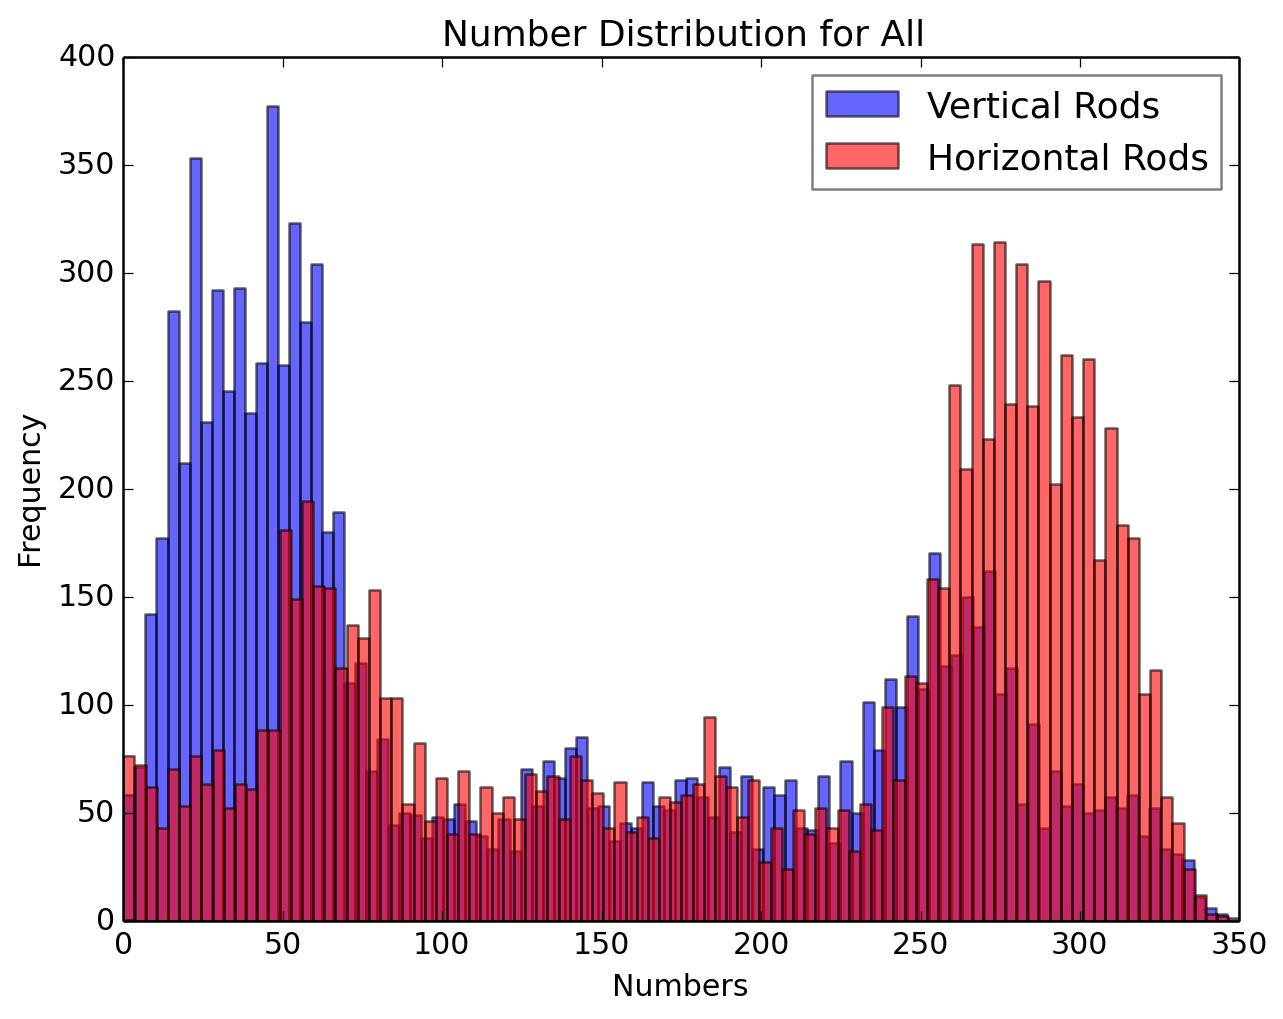 Number Distribution for All
400
350
300
250
200
150
100
50
0
Frequency
Vertical Rods
Horizontal Rods
0 50 100 150 200 250 300 350
Numbers